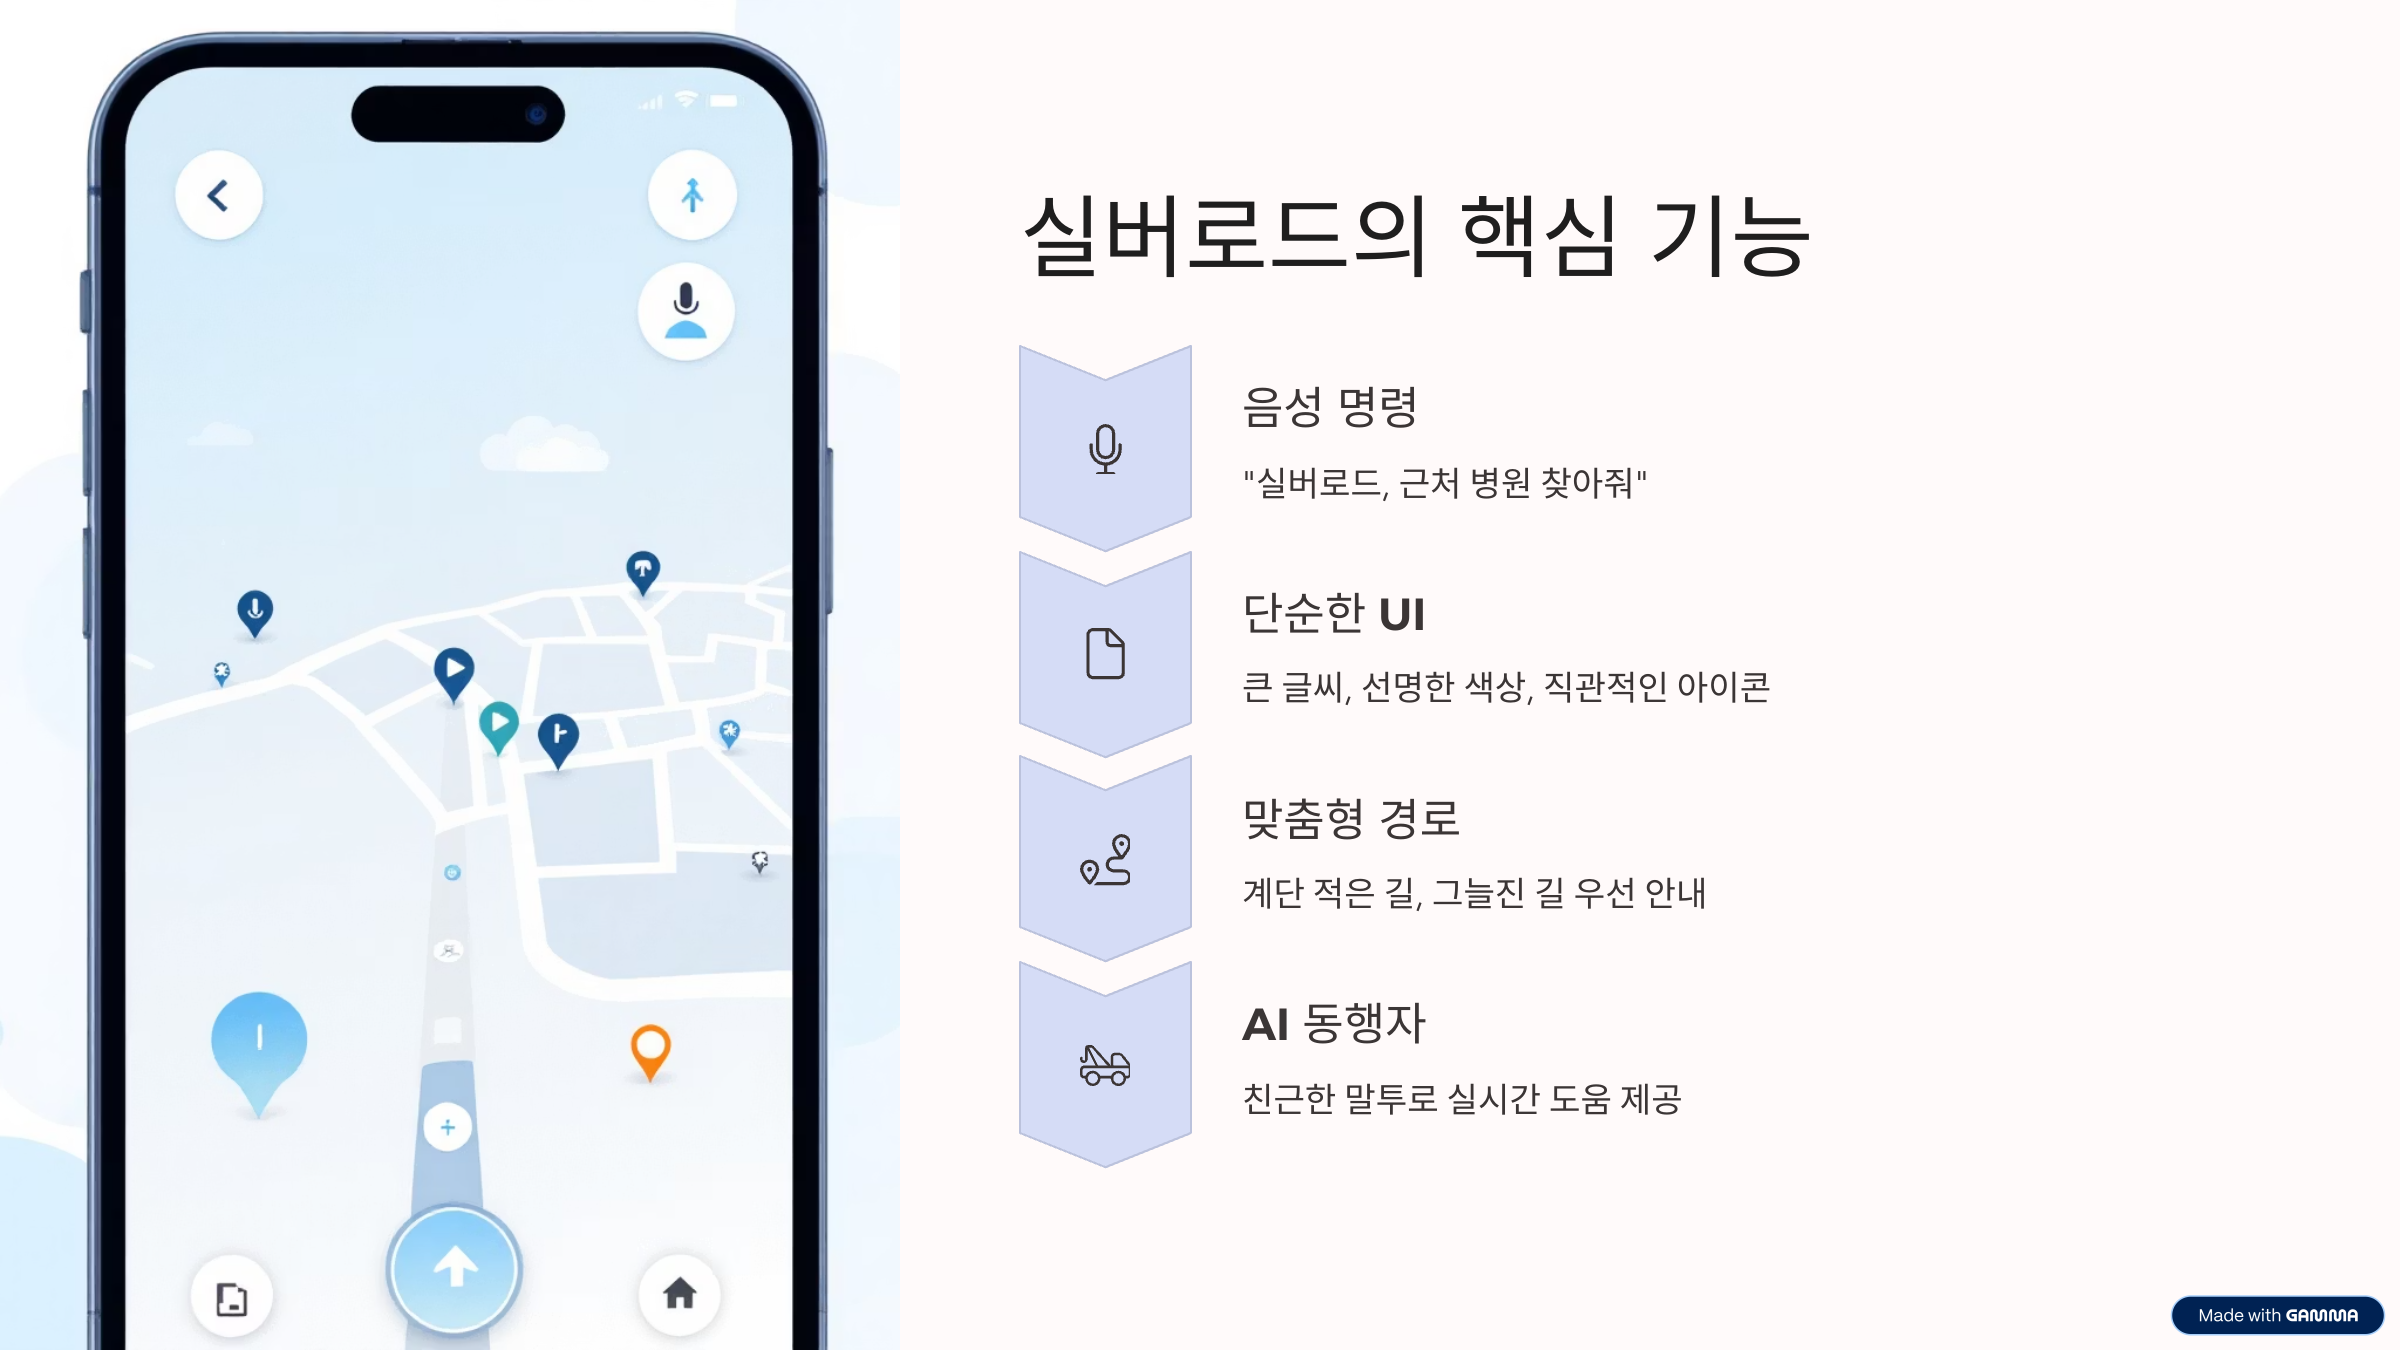 실버로드의 핵심 기능
음성 명령
"실버로드, 근처 병원 찾아줘"
단순한 UI
큰 글씨, 선명한 색상, 직관적인 아이콘
맞춤형 경로
계단 적은 길, 그늘진 길 우선 안내
AI 동행자
친근한 말투로 실시간 도움 제공
Made with GAMMA